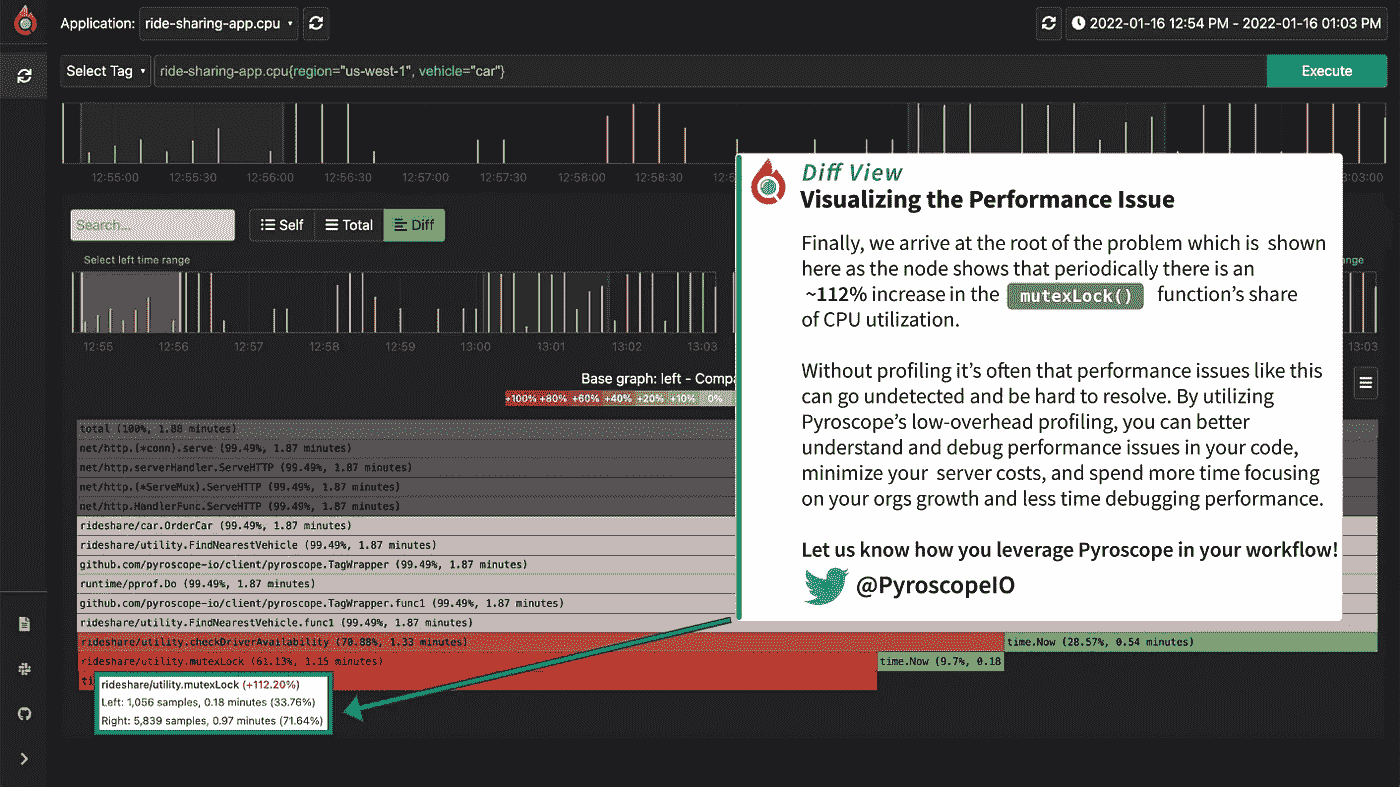 Application: ride-sharing-app.cpu
2022-01-16 12:54 PM - 2022-01-16 01:03 PM
Select Tag
ride-sharing-app.cpu{region="us-west-1", vehicle="car"}
Execute
12:55:00 12:55:30 12:56:00 12:56:30 12:57:00 12:57:30 12:58:00 12:58:30 12:5 3:03:00
Search...
Self
Total
Diff
Select left time range
nge
12:55 12:56 12:57 12:58 12:59 13:00 13:01 13:02 13:03 13:03
Base graph: left - Compa
+100% +80% +60% +40% +20% +10% 0%
total (100%, 1.88 minutes)
net/http.(*conn).serve (99.49%, 1.87 minutes)
net/http.serverHandler.ServeHTTP (99.49%, 1.87 minutes)
net/http.(*ServeMux).ServeHTTP (99.49%, 1.87 minutes)
net/http.HandlerFunc.ServeHTTP (99.49%, 1.87 minutes)
rideshare/car.OrderCar (99.49%, 1.87 minutes)
rideshare/utility.FindNearestVehicle (99.49%, 1.87 minutes)
github.com/pyroscope-io/client/pyroscope.TagWrapper (99.49%, 1.87 minutes)
runtime/pprof.Do (99.49%, 1.87 minutes)
github.com/pyroscope-io/client/pyroscope.TagWrapper.func1 (99.49%, 1.87 minutes)
rideshare/utility.FindNearestVehicle.func1 (99.49%, 1.87 minutes)
rideshare/utility.checkDriverAvailability (70.88%, 1.33 minutes)
time.Now (28.57%, 0.54 minutes)
rideshare/utility.mutexLock (61.13%, 1.15 minutes)
time.Now (9.7%, 0.18
ti
rideshare/utility.mutexLock (+112.20%)
Left: 1,056 samples, 0.18 minutes (33.76%)
Right: 5,839 samples, 0.97 minutes (71.64%)
Diff View
Visualizing the Performance Issue
Finally, we arrive at the root of the problem which is shown
here as the node shows that periodically there is an
~112% increase in the mutexLock() function's share
of CPU utilization.
Without profiling it's often that performance issues like this
can go undetected and be hard to resolve. By utilizing
Pyroscope's low-overhead profiling, you can better
understand and debug performance issues in your code,
minimize your server costs, and spend more time focusing
on your orgs growth and less time debugging performance.
Let us know how you leverage Pyroscope in your workflow!
@PyroscopeIO